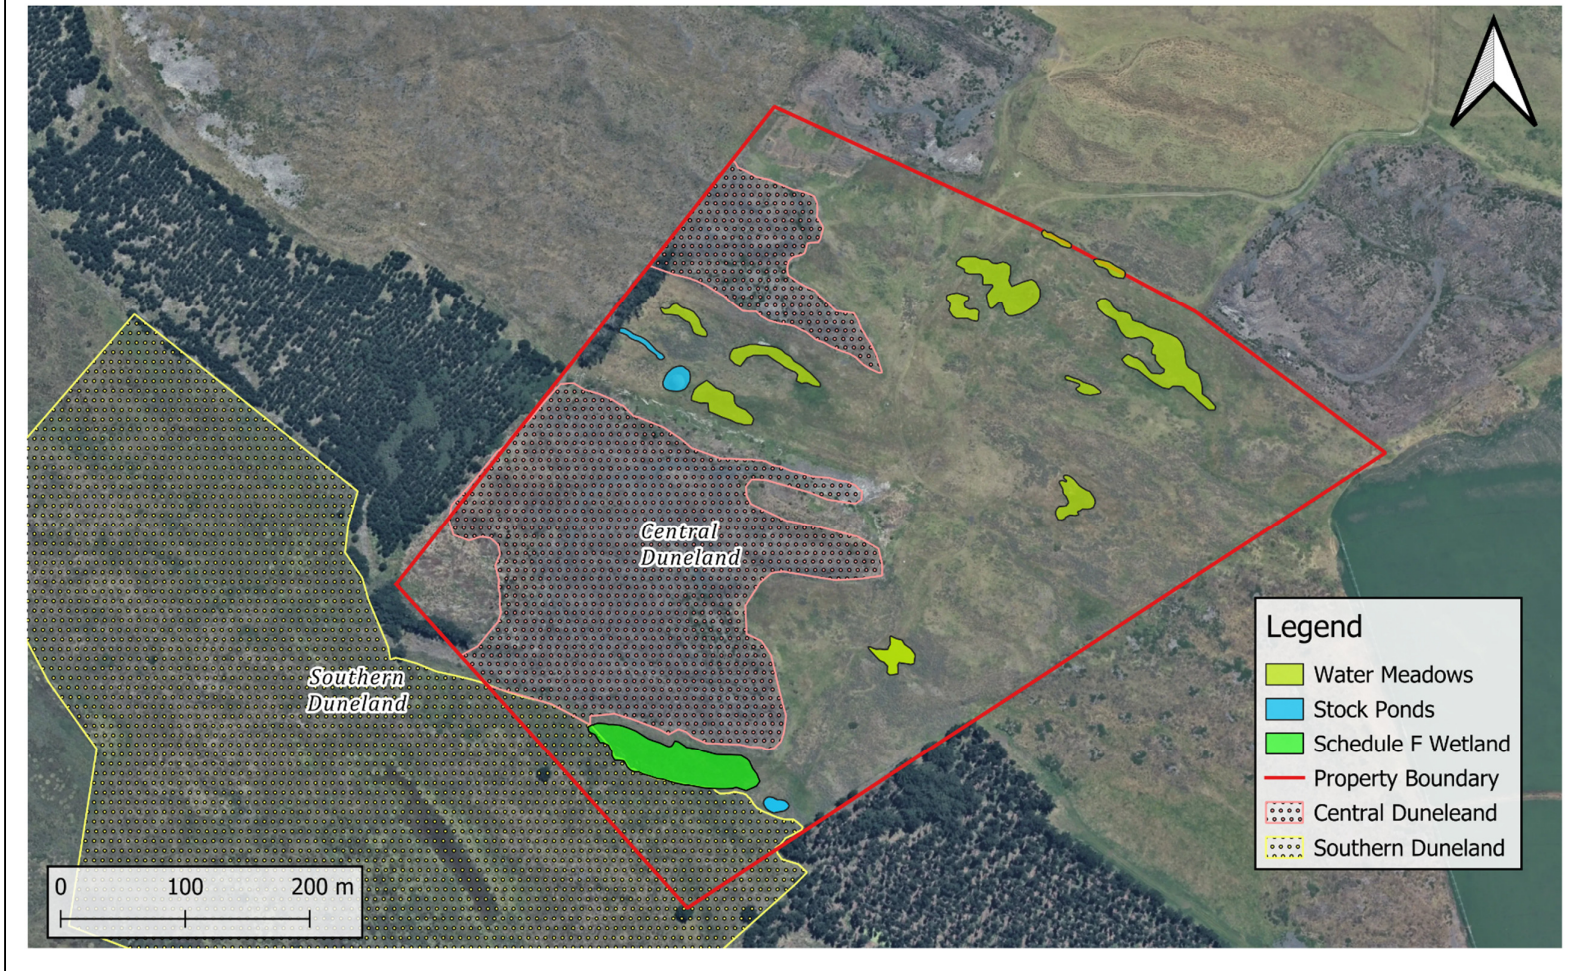 Central
Duneland
Southern
Duneland
Legend
Water Meadows
Stock Ponds
Schedule F Wetland
Property Boundary
Central Duneleand
Southern Duneland
0 100 200 m